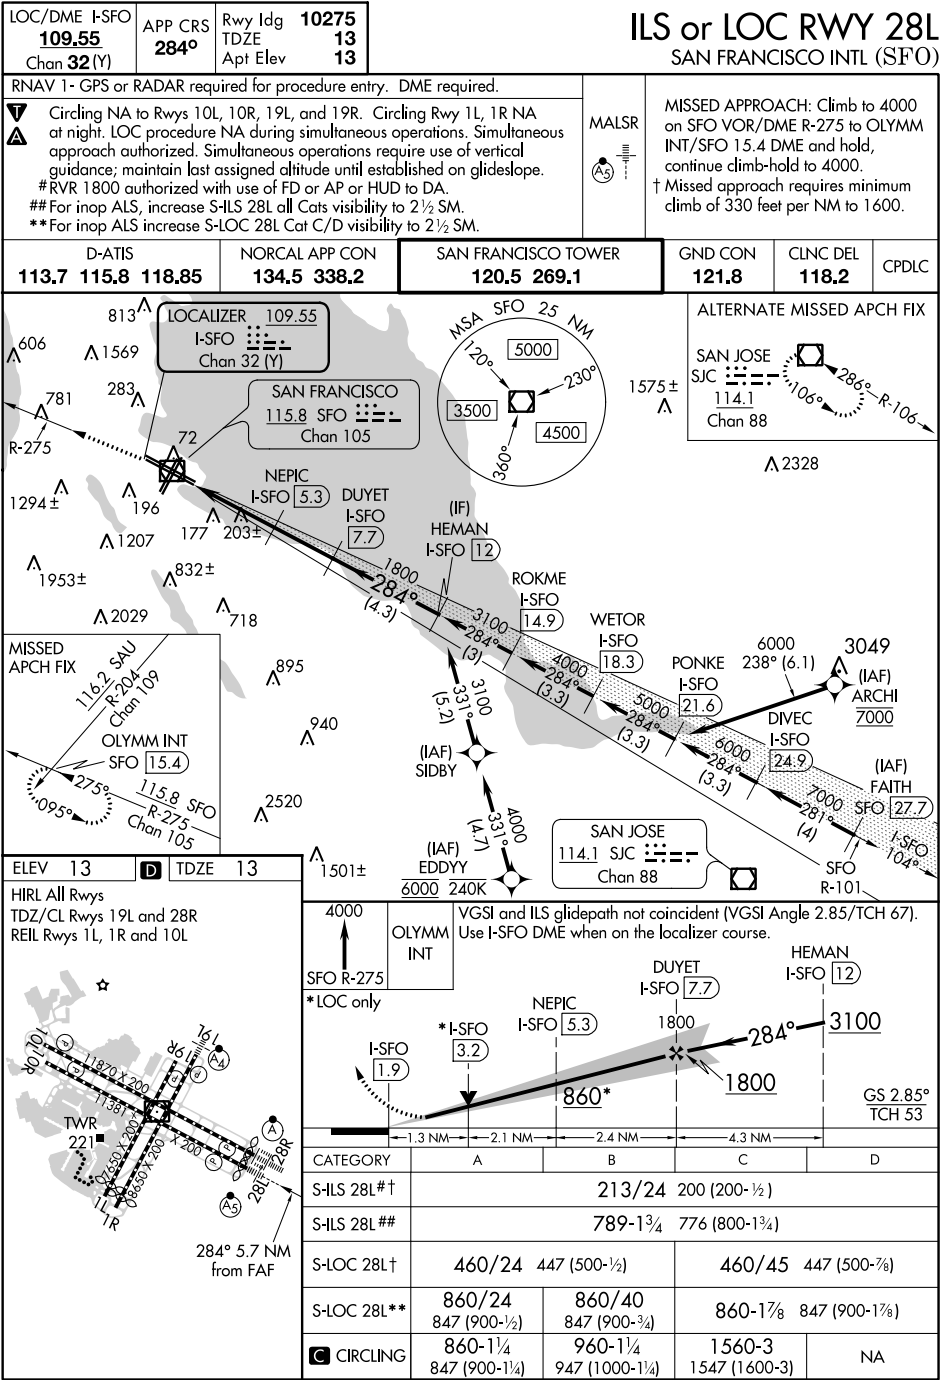 LOC/DME I-SFO
109.55
Chan 32 (Y)
APP CRS
284°
Rwy ldg 10275
TDZE 13
Apt Elev 13
ILS or LOC RWY 28L
SAN FRANCISCO INTL (SFO)
RNAV 1- GPS or RADAR required for procedure entry. DME required.
T
A
Circling NA to Rwys 10L, 10R, 19L, and 19R. Circling Rwy 1L, 1R NA
at night. LOC procedure NA during simultaneous operations. Simultaneous
approach authorized. Simultaneous operations require use of vertical
guidance; maintain last assigned altitude until established on glideslope.
#RVR 1800 authorized with use of FD or AP or HUD to DA.
##For inop ALS, increase S-ILS 28L all Cats visibility to 2½ SM.
**For inop ALS increase S-LOC 28L Cat C/D visibility to 2½ SM.
MALSR
A5
MISSED APPROACH: Climb to 4000
on SFO VOR/DME R-275 to OLYMM
INT/SFO 15.4 DME and hold,
continue climb-hold to 4000.
† Missed approach requires minimum
climb of 330 feet per NM to 1600.
D-ATIS
113.7 115.8 118.85
NORCAL APP CON
134.5 338.2
SAN FRANCISCO TOWER
120.5 269.1
GND CON
121.8
CLNC DEL
118.2
CPDLC
813
606
1569
283
781
R-275
72
1294±
196
177
203±
1207
1953±
832±
2029
718
895
940
2520
1501±
1575±
2328
3049
LOCALIZER 109.55
I-SFO
Chan 32 (Y)
SAN FRANCISCO
115.8 SFO
Chan 105
MSA SFO 25 NM
120°
5000
230°
3500
4500
360°
ALTERNATE MISSED APCH FIX
SAN JOSE
SJC
114.1
Chan 88
106°
286°
R-106
NEPIC
I-SFO 5.3
DUYET
I-SFO
7.7
(IF)
HEMAN
I-SFO 12
ROKME
I-SFO
14.9
WETOR
I-SFO
18.3
PONKE
I-SFO
21.6
DIVEC
I-SFO
24.9
(IAF)
FAITH
SFO 27.7
1800
284°
(4.3)
3100
284°
(3)
4000
284°
(3.3)
5000
284°
(3.3)
6000
284°
(3.3)
7000
281°
(4)
6000
238° (6.1)
(IAF)
ARCHI
7000
I-SFO
104°
SFO
R-101
3100
331°
(5.2)
(IAF)
SIDBY
4000
331°
(4.7)
(IAF)
EDDYY
6000 240K
SAN JOSE
114.1 SJC
Chan 88
MISSED
APCH FIX
116.2 SAU
R-204
Chan 109
OLYMM INT
SFO 15.4
275°
095°
115.8 SFO
R-275
Chan 105
ELEV 13
D
TDZE 13
HIRL All Rwys
TDZ/CL Rwys 19L and 28R
REIL Rwys 1L, 1R and 10L
10L
10R
19L
19R
A4
P
P
P
P
P
P
11870 X 200
11381 X 200
TWR
221
7650 X 200
8650 X 200
A
28R
28L
A5
1L
1R
284° 5.7 NM
from FAF
4000
SFO R-275
OLYMM
INT
VGSI and ILS glidepath not coincident (VGSI Angle 2.85/TCH 67).
Use I-SFO DME when on the localizer course.
*LOC only
I-SFO
1.9
*I-SFO
3.2
NEPIC
I-SFO 5.3
DUYET
I-SFO 7.7
HEMAN
I-SFO 12
1800
284°
3100
1800
860*
GS 2.85°
TCH 53
1.3 NM
2.1 NM
2.4 NM
4.3 NM
CATEGORY A B C D
S-ILS 28L#† 213/24 200 (200-½)
S-ILS 28L## 789-1¾ 776 (800-1¾)
S-LOC 28L† 460/24 447 (500-½) 460/45 447 (500-⅞)
S-LOC 28L** 860/24 847 (900-½) 860/40 847 (900-¾) 860-1⅞ 847 (900-1⅞)
C CIRCLING 860-1¼ 847 (900-1¼) 960-1¼ 947 (1000-1¼) 1560-3 1547 (1600-3) NA